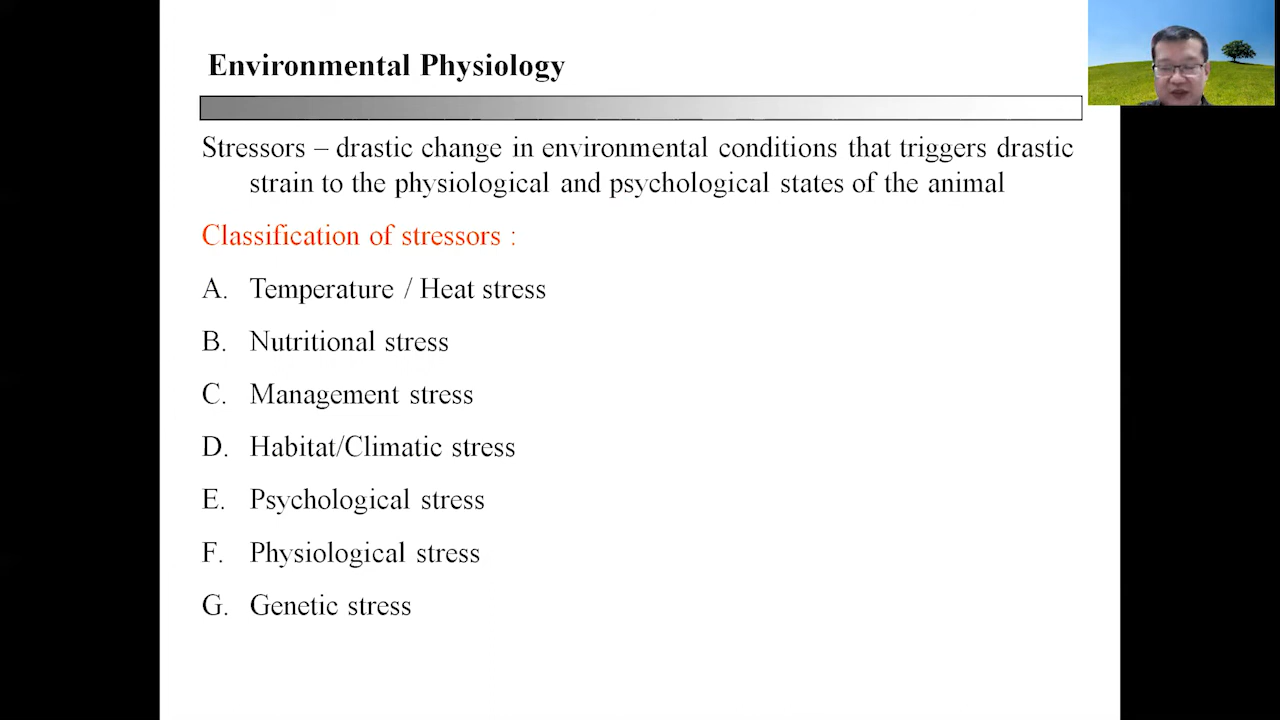 Environmental Physiology
Stressors – drastic change in environmental conditions that triggers drastic
strain to the physiological and psychological states of the animal
Classification of stressors :
A. Temperature / Heat stress
B. Nutritional stress
C. Management stress
D. Habitat/Climatic stress
E. Psychological stress
F. Physiological stress
G. Genetic stress